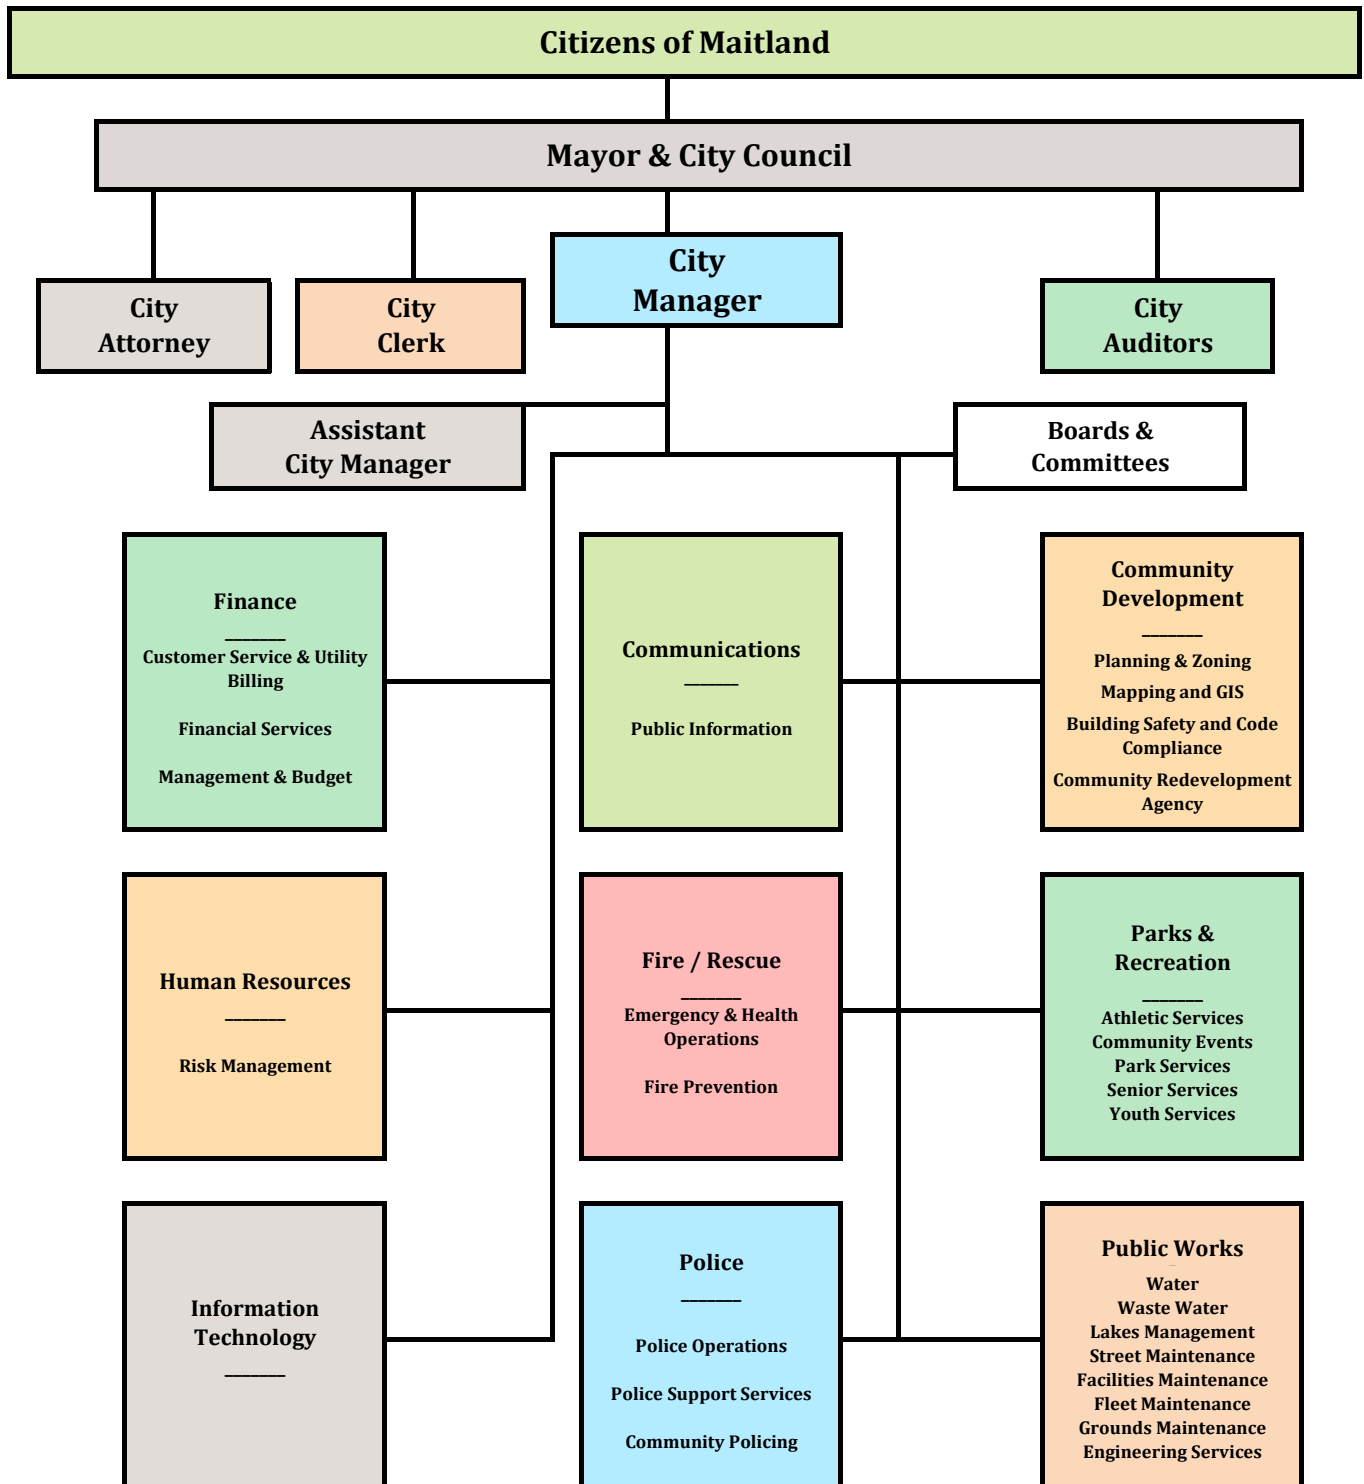 Citizens of Maitland
Mayor & City Council
City
Manager
City
Attorney
City
Clerk
City
Auditors
Assistant
City Manager
Boards &
Committees
Finance
Customer Service & Utility
Billing
Financial Services
Management & Budget
Communications
Public Information
Community
Development
Planning & Zoning
Mapping and GIS
Building Safety and Code
Compliance
Community Redevelopment
Agency
Human Resources
Risk Management
Fire / Rescue
Emergency & Health
Operations
Fire Prevention
Parks &
Recreation
Athletic Services
Community Events
Park Services
Senior Services
Youth Services
Information
Technology
Police
Police Operations
Police Support Services
Community Policing
Public Works
Water
Waste Water
Lakes Management
Street Maintenance
Facilities Maintenance
Fleet Maintenance
Grounds Maintenance
Engineering Services